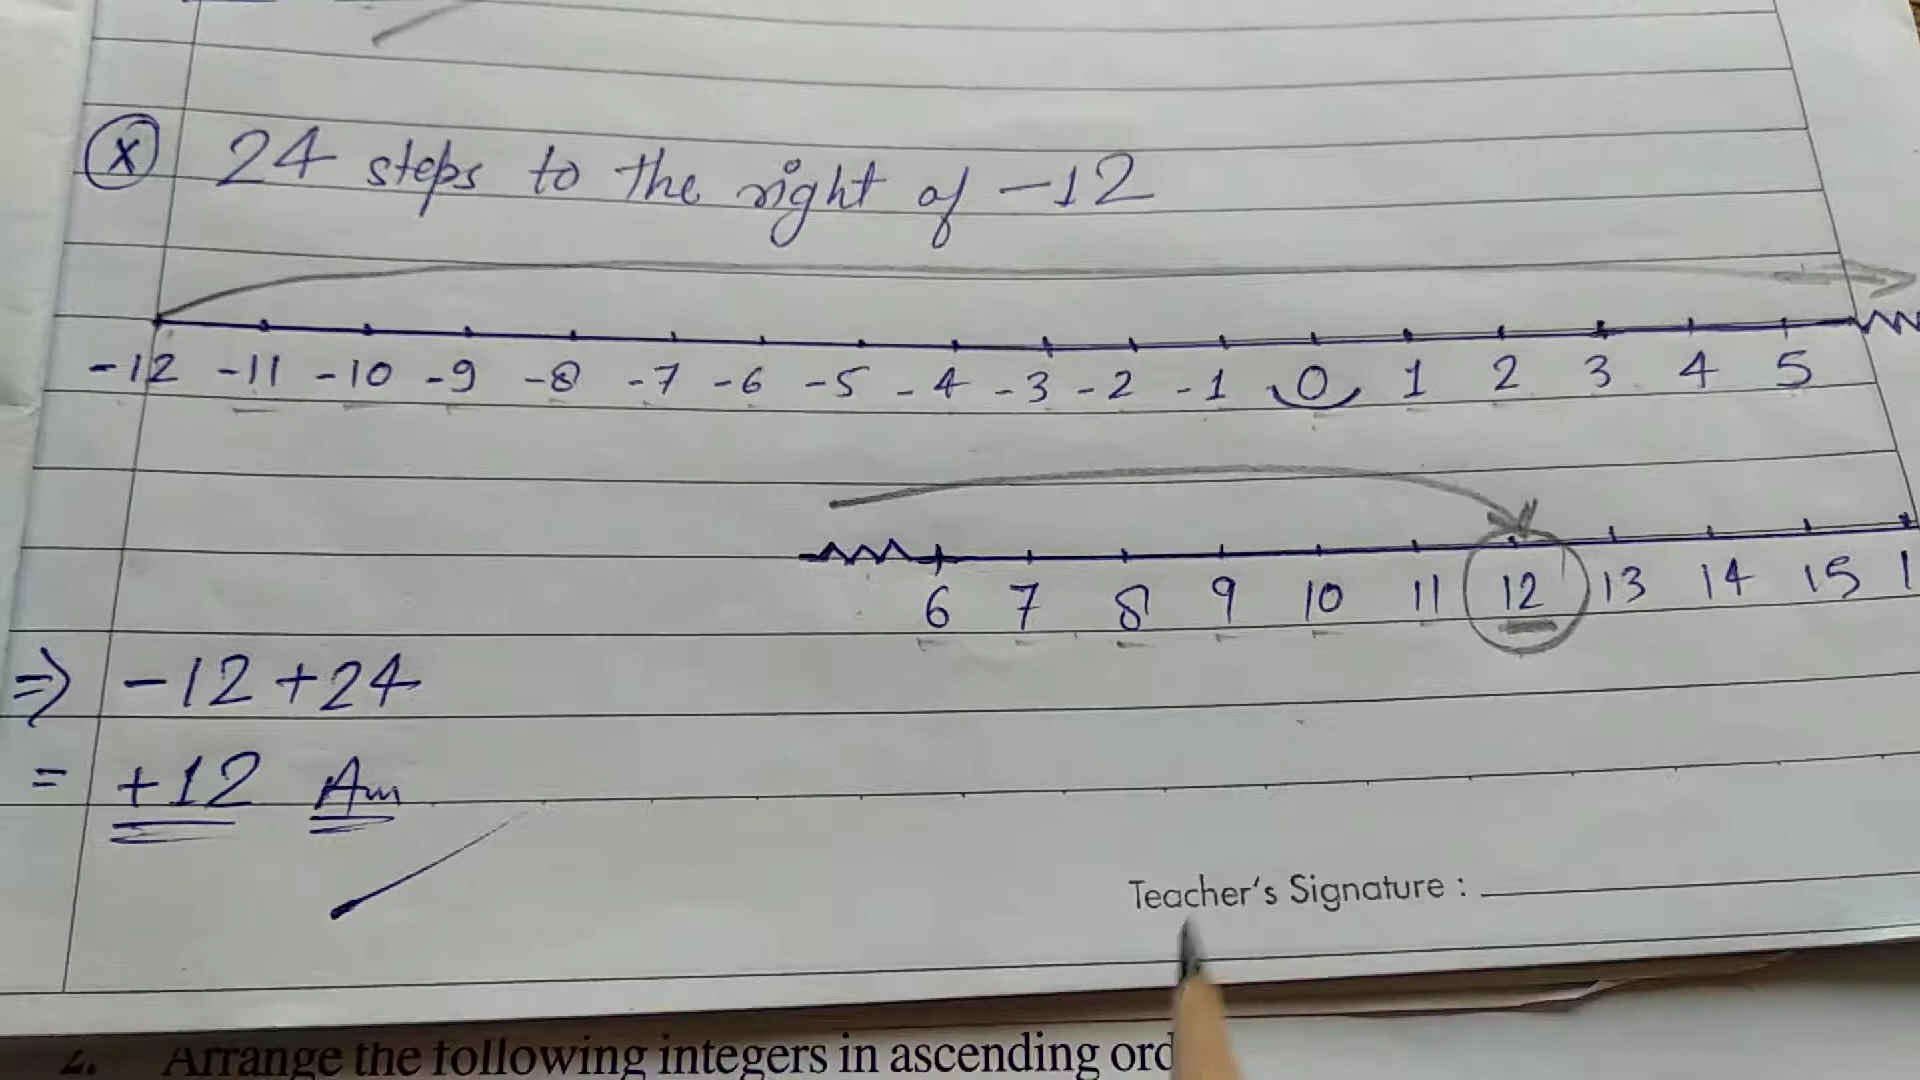 (x) 24 steps to the right of -12
-12 -11 -10 -9 -8 -7 -6 -5 -4 -3 -2 -1 0 1 2 3 4 5
6 7 8 9 10 11 12 13 14 15 1
⇒ -12 + 24
= +12 Ans
Teacher's Signature :
2. Arrange the following integers in ascending ord